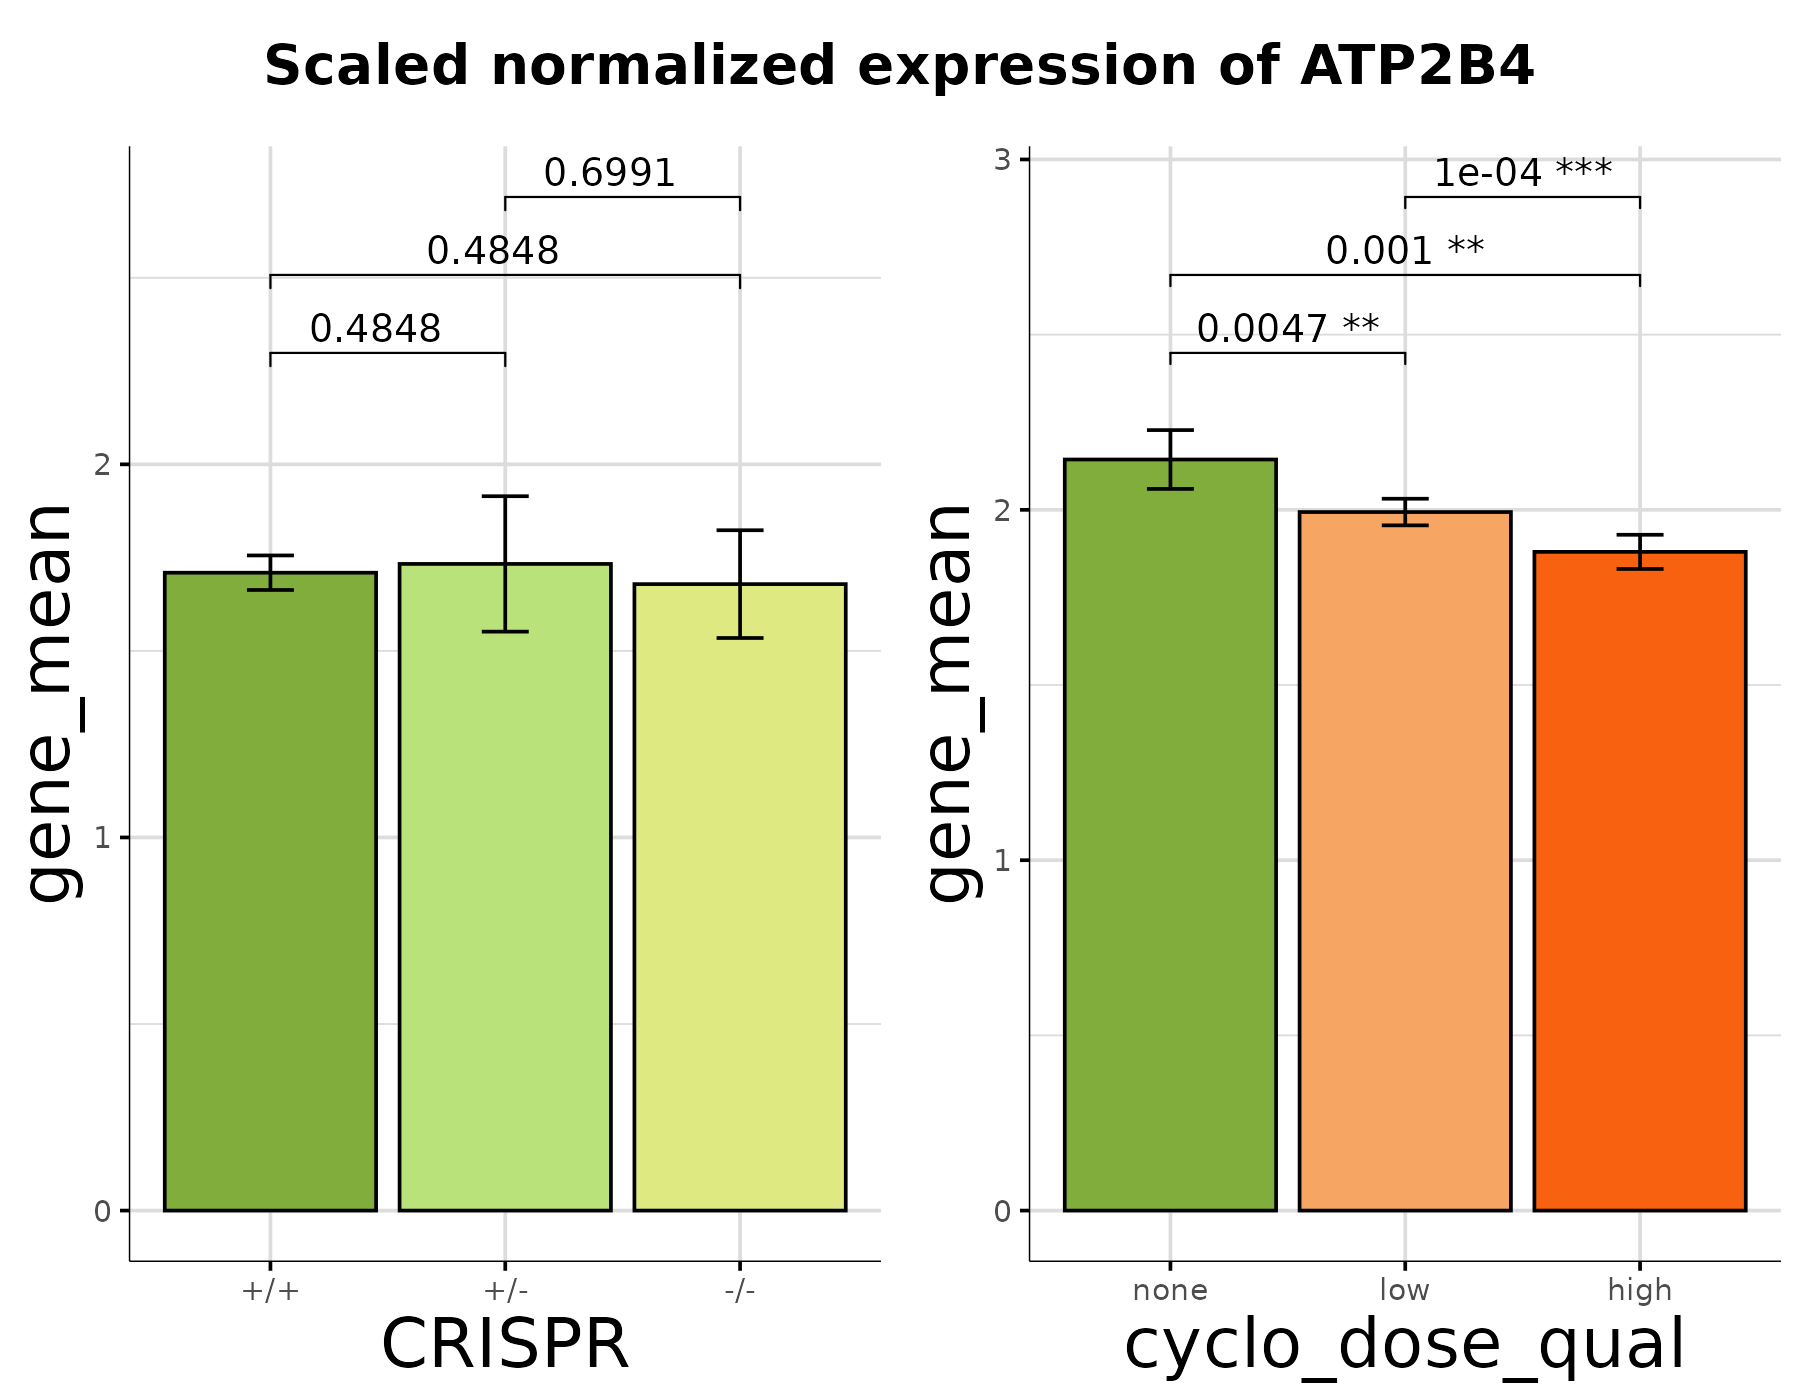 Scaled normalized expression of ATP2B4
0.6991
0.4848
0.4848
2
1
0
gene_mean
+/+ +/- -/-
CRISPR
1e-04 ***
0.001 **
0.0047 **
3
2
1
0
gene_mean
none low high
cyclo_dose_qual